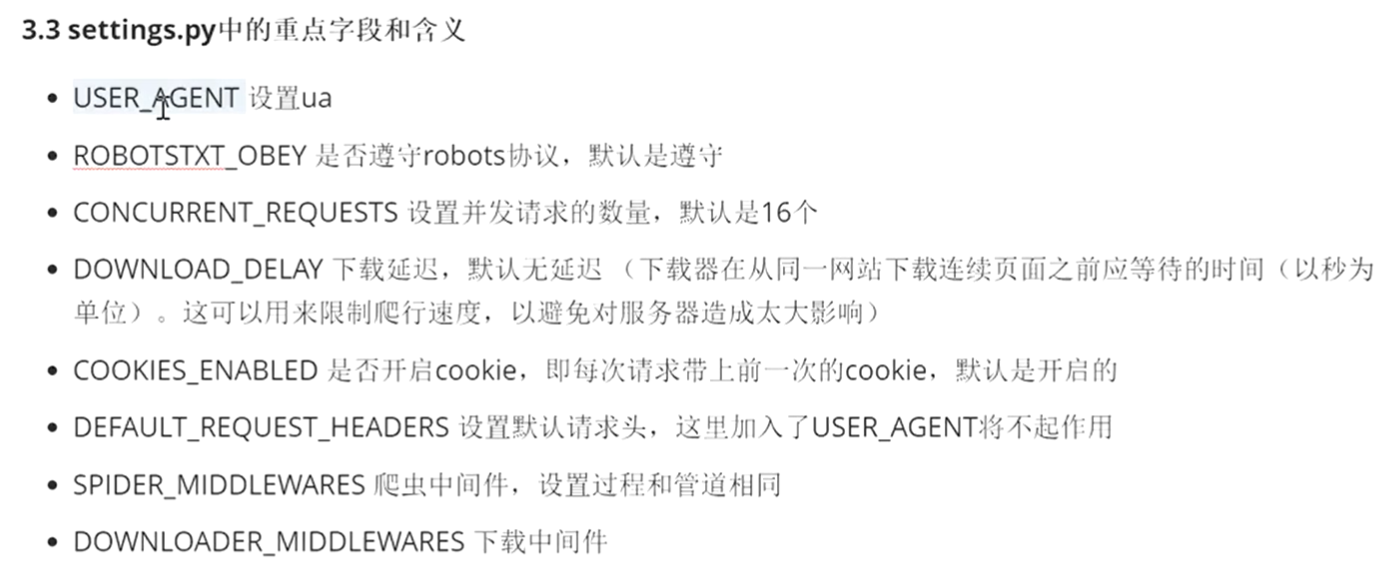 3.3 settings.py中的重点字段和含义
USER_AGENT 设置ua
ROBOTSTXT_OBEY 是否遵守robots协议，默认是遵守
CONCURRENT_REQUESTS 设置并发请求的数量，默认是16个
DOWNLOAD_DELAY 下载延迟，默认无延迟 （下载器在从同一网站下载连续页面之前应等待的时间（以秒为
单位）。这可以用来限制爬行速度，以避免对服务器造成太大影响）
COOKIES_ENABLED 是否开启cookie，即每次请求带上前一次的cookie，默认是开启的
DEFAULT_REQUEST_HEADERS 设置默认请求头，这里加入了USER_AGENT将不起作用
SPIDER_MIDDLEWARES 爬虫中间件，设置过程和管道相同
DOWNLOADER_MIDDLEWARES 下载中间件